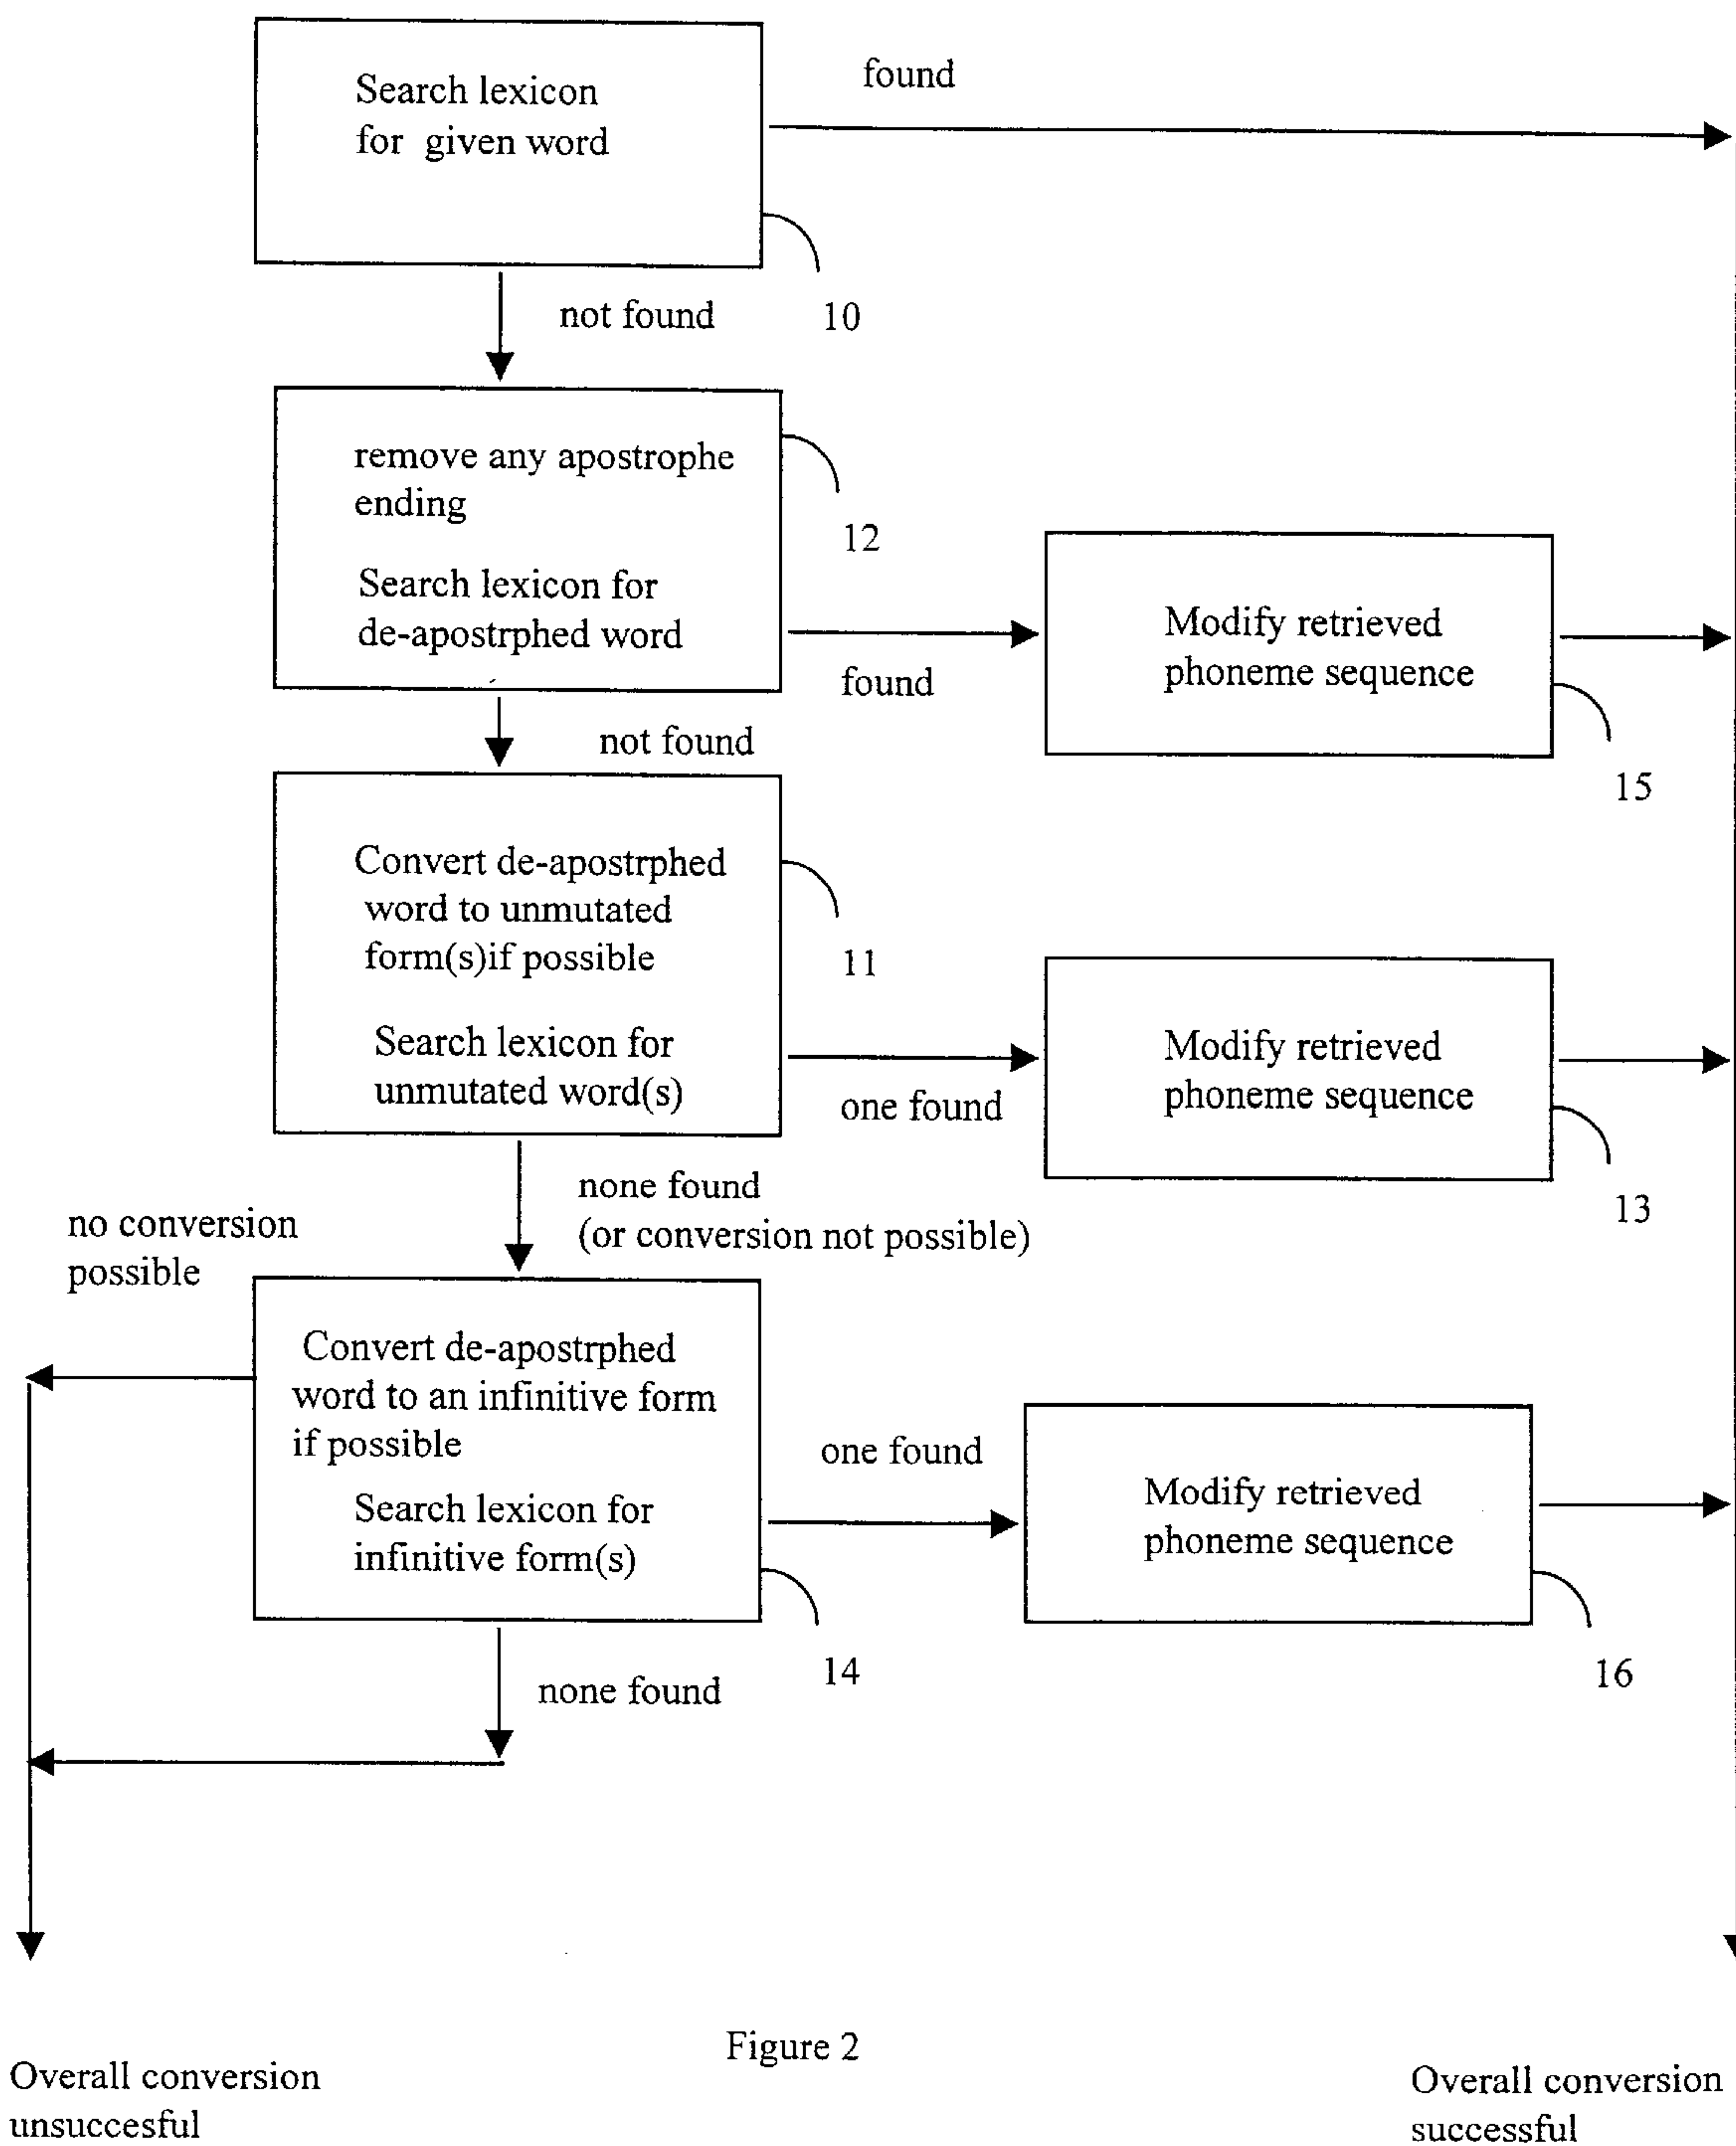 Search lexicon
for given word
found
not found
10
remove any apostrophe
ending
12
Search lexicon for
de-apostrphed word
found
Modify retrieved
phoneme sequence
15
not found
Convert de-apostrphed
word to unmutated
form(s)if possible
11
Search lexicon for
unmutated word(s)
one found
Modify retrieved
phoneme sequence
13
none found
(or conversion not possible)
no conversion
possible
Convert de-apostrphed
word to an infinitive form
if possible
Search lexicon for
infinitive form(s)
one found
Modify retrieved
phoneme sequence
14
16
none found
Figure 2
Overall conversion
unsuccesful
Overall conversion
successful